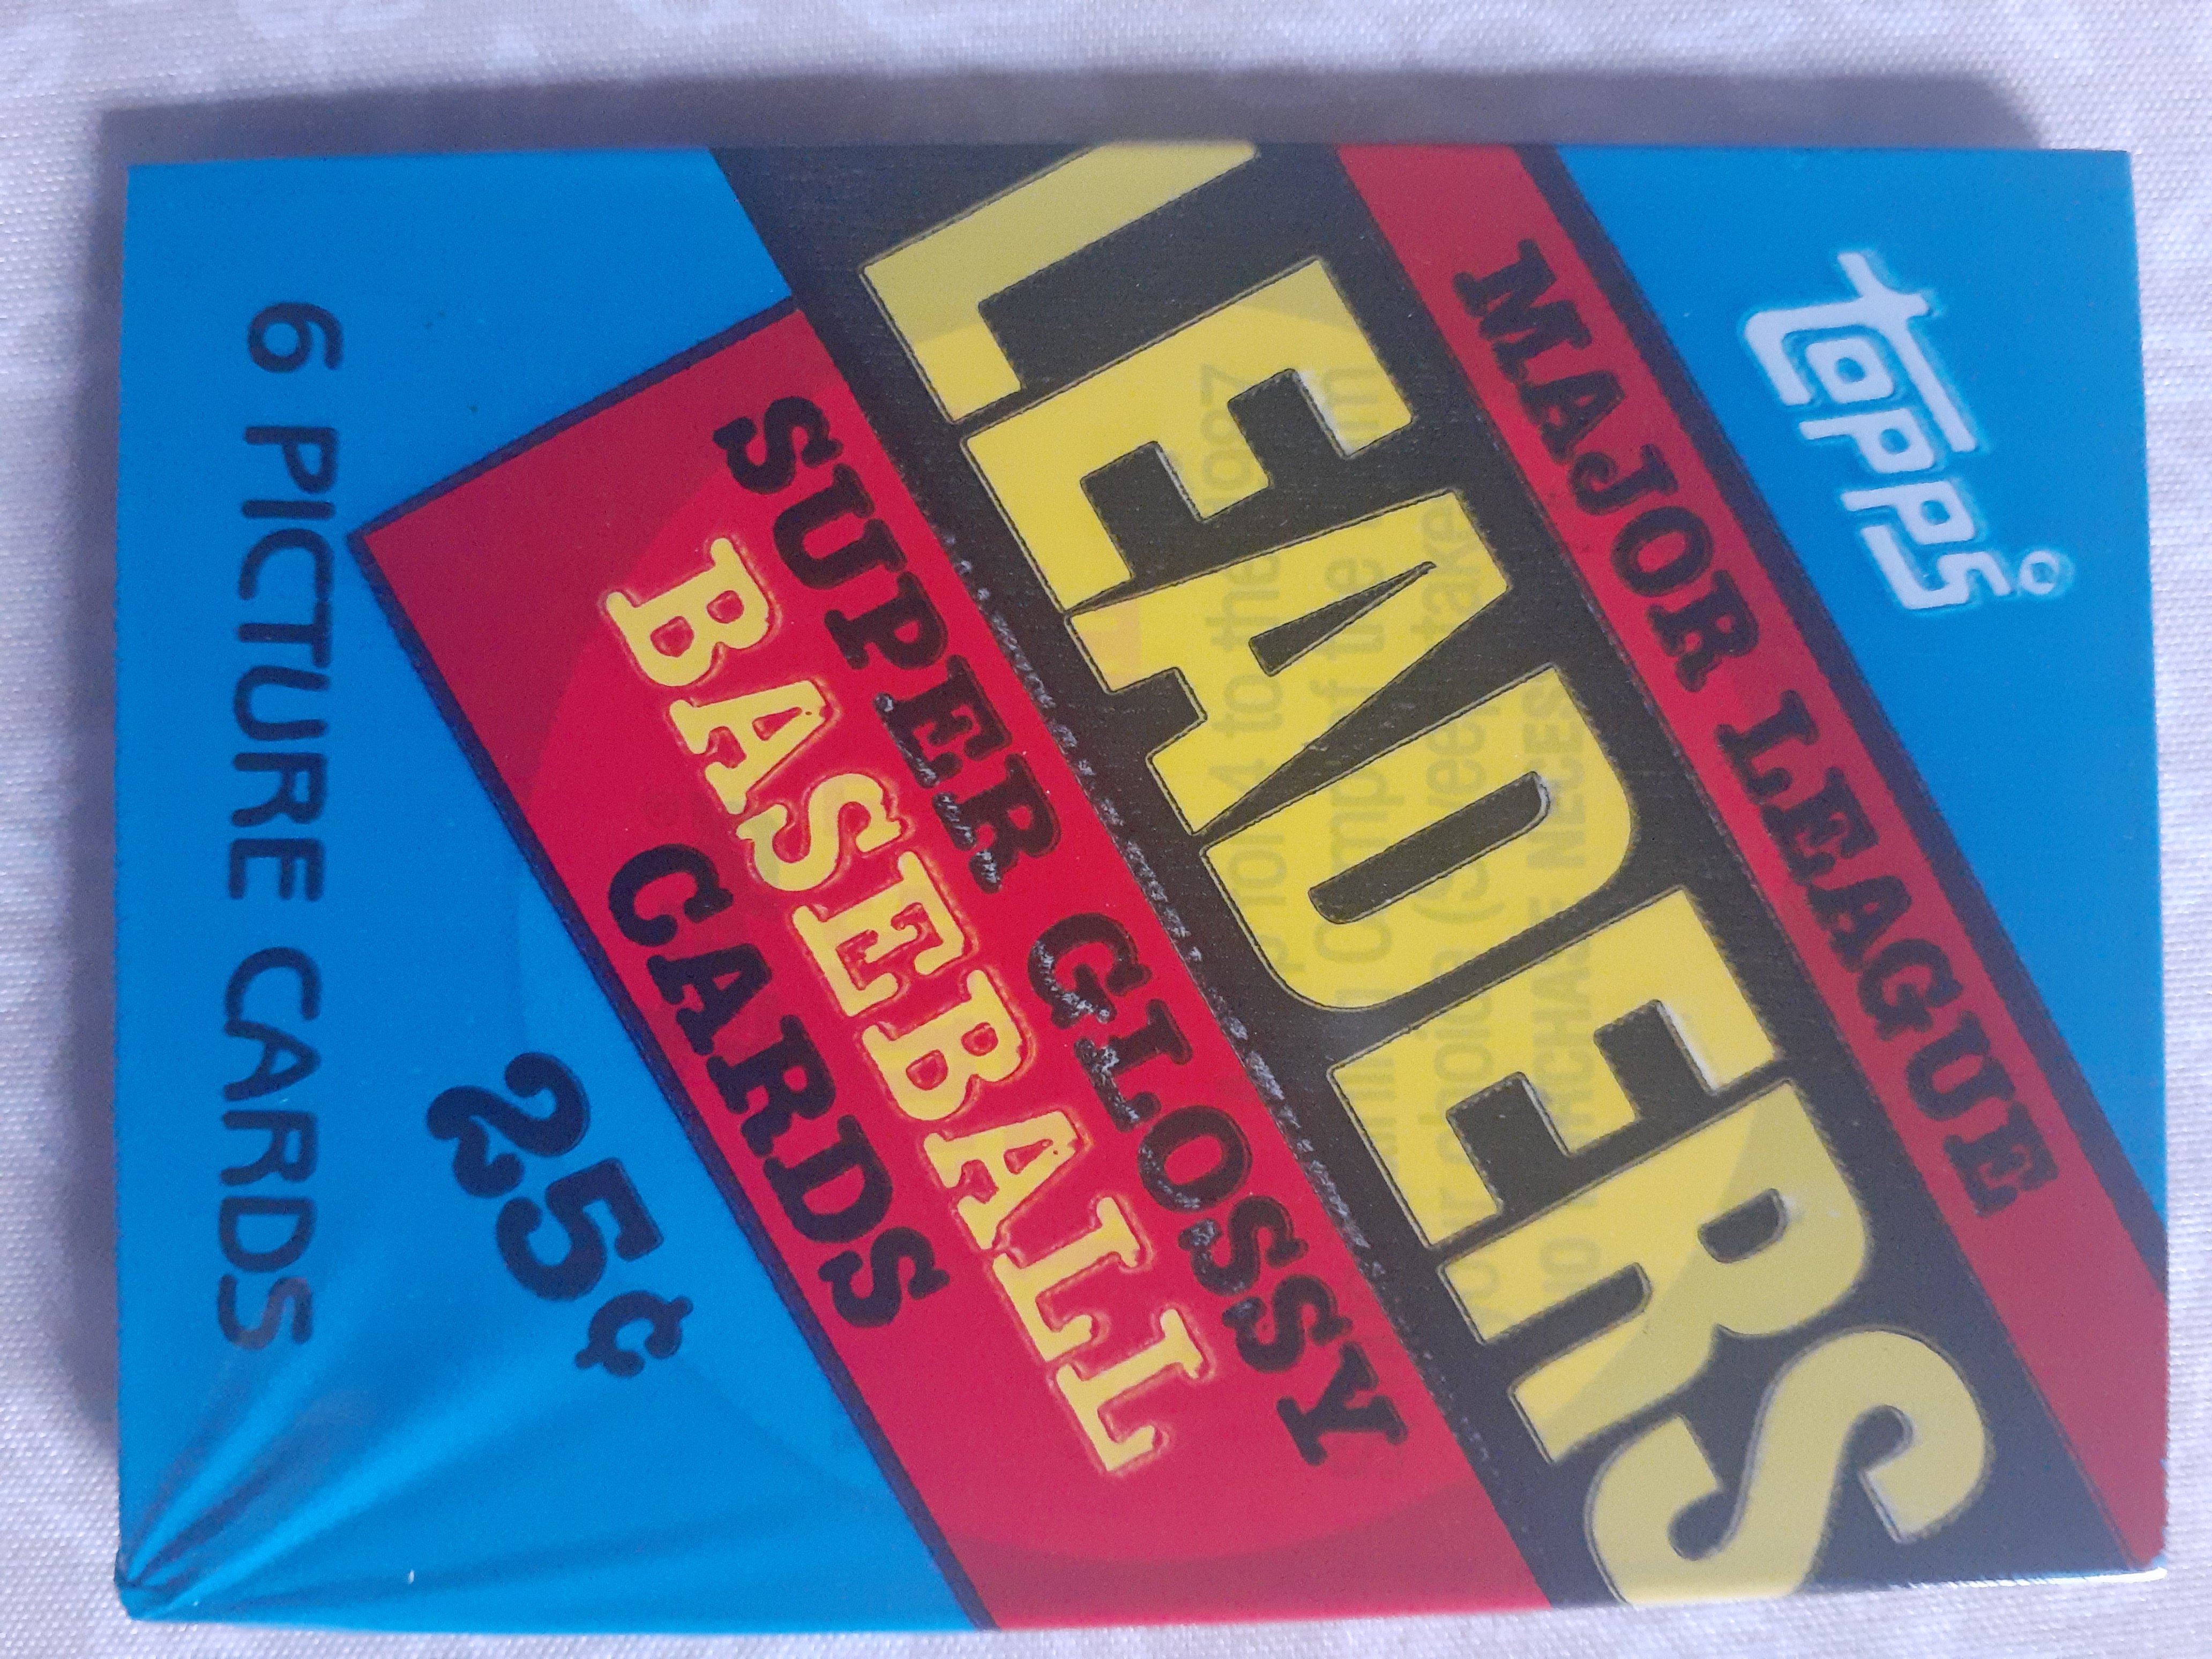 topps
MAJOR LEAGUE
LEADERS
SUPER GLOSSY
BASEBALL
CARDS
25¢
6 PICTURE CARDS